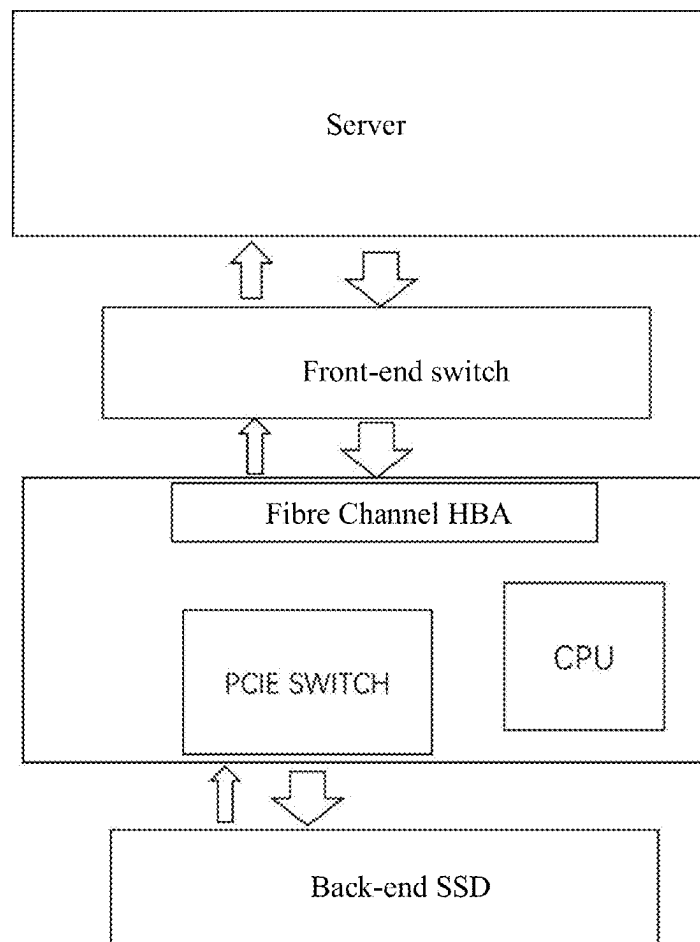 Server
Front-end switch
Fibre Channel HBA
PCIE SWITCH
CPU
Back-end SSD